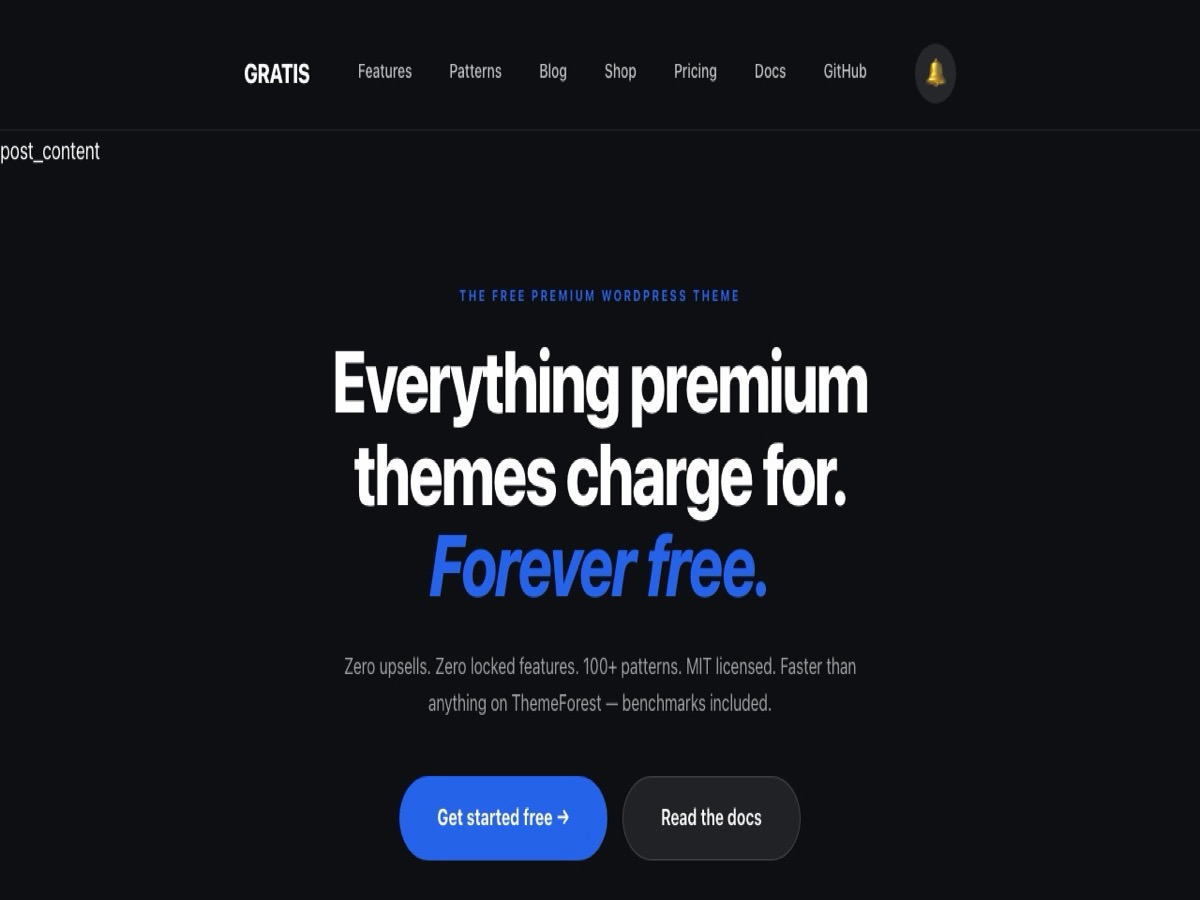 GRATIS Features Patterns Blog Shop Pricing Docs GitHub
post_content
THE FREE PREMIUM WORDPRESS THEME
Everything premium
themes charge for.
Forever free.
Zero upsells. Zero locked features. 100+ patterns. MIT licensed. Faster than
anything on ThemeForest — benchmarks included.
Get started free → Read the docs